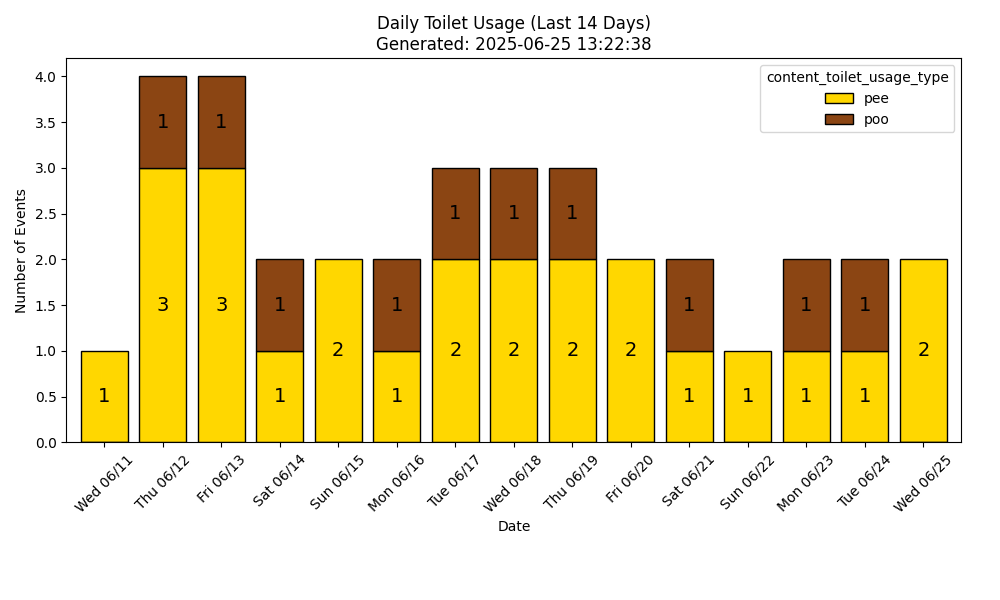 Daily Toilet Usage (Last 14 Days)
Generated: 2025-06-25 13:22:38
content_toilet_usage_type
pee
poo
Number of Events
4.0
3.5
3.0
2.5
2.0
1.5
1.0
0.5
0.0
1 1
1 1 1
3 3 1 1 1 1 1
2 2 2 2 2 1 2
1 1 1 1 1 1 1
Wed 06/11
Thu 06/12
Fri 06/13
Sat 06/14
Sun 06/15
Mon 06/16
Tue 06/17
Wed 06/18
Thu 06/19
Fri 06/20
Sat 06/21
Sun 06/22
Mon 06/23
Tue 06/24
Wed 06/25
Date